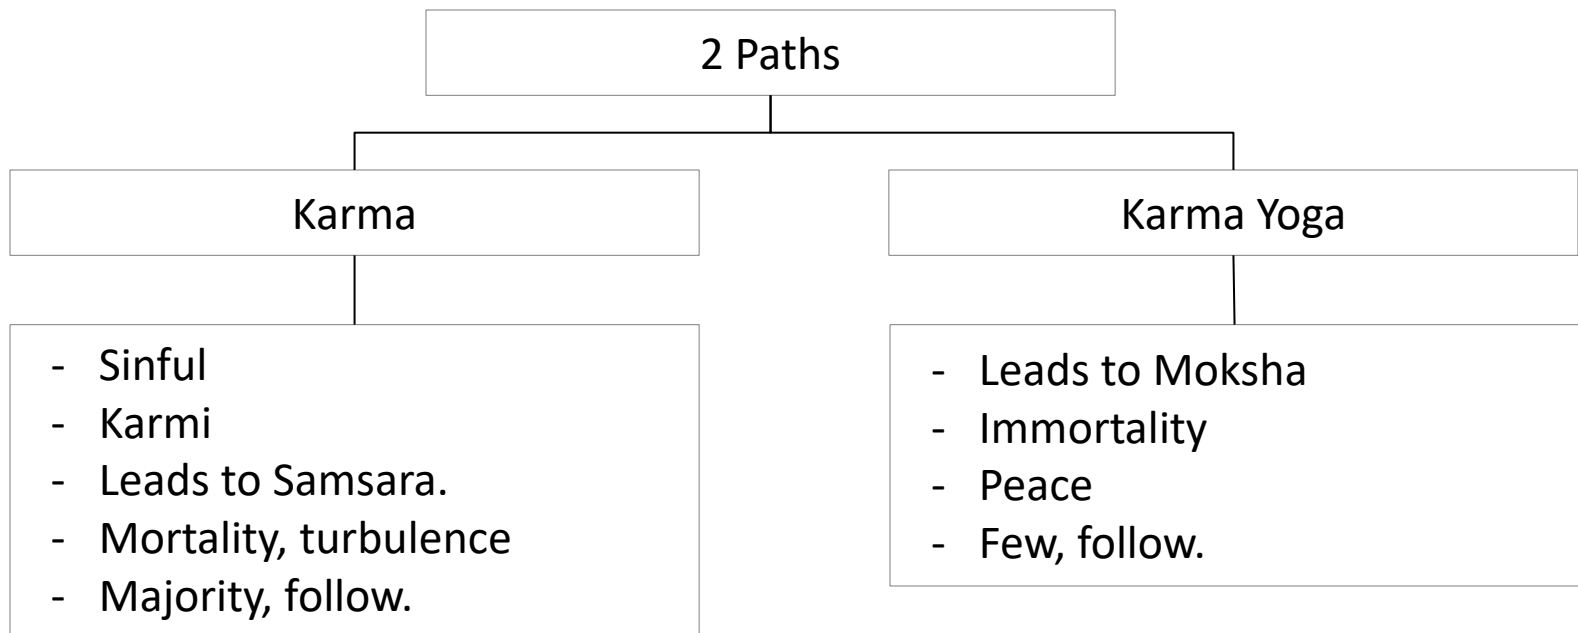 2 Paths
Karma
Karma Yoga
- Sinful
- Karmi
- Leads to Samsara.
- Mortality, turbulence
- Majority, follow.
- Leads to Moksha
- Immortality
- Peace
- Few, follow.